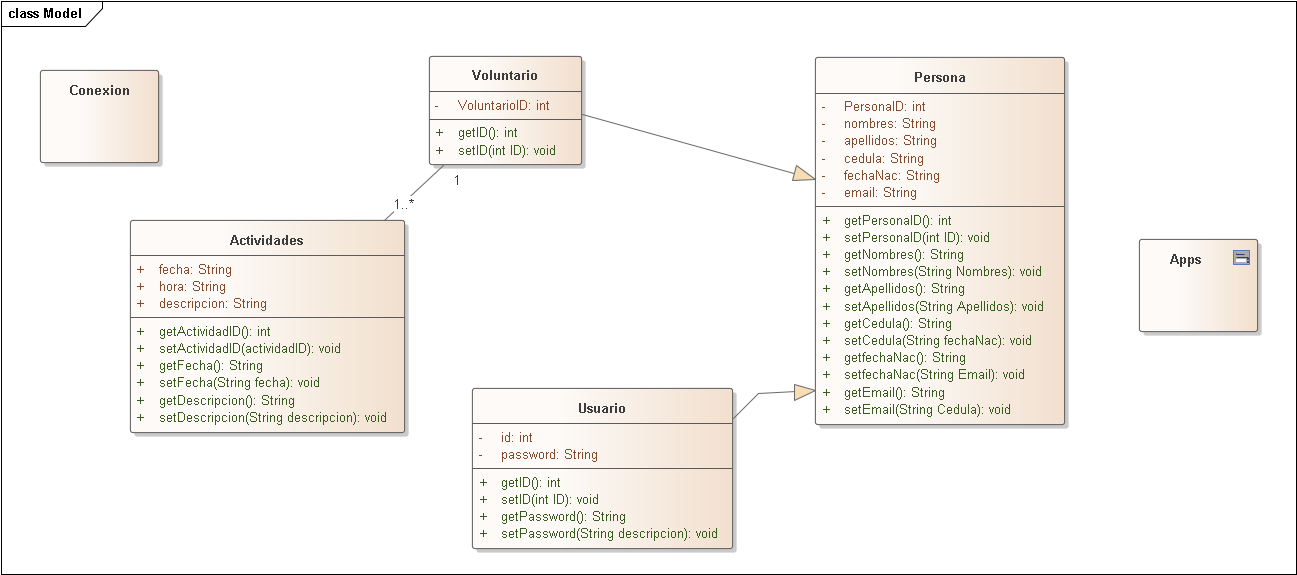 class Model
Conexion
Voluntario
- VoluntarioID: int
+ getID(): int
+ setID(int ID): void
1
1..*
Actividades
+ fecha: String
+ hora: String
+ descripcion: String
+ getActividadID(): int
+ setActividadID(actividadID): void
+ getFecha(): String
+ setFecha(String fecha): void
+ getDescripcion(): String
+ setDescripcion(String descripcion): void
Usuario
- id: int
- password: String
+ getID(): int
+ setID(int ID): void
+ getPassword(): String
+ setPassword(String descripcion): void
Persona
- PersonaID: int
- nombres: String
- apellidos: String
- cedula: String
- fechaNac: String
- email: String
+ getPersonaID(): int
+ setPersonaID(int ID): void
+ getNombres(): String
+ setNombres(String Nombres): void
+ getApellidos(): String
+ setApellidos(String Apellidos): void
+ getCedula(): String
+ setCedula(String fechaNac): void
+ getfechaNac(): String
+ setfechaNac(String Email): void
+ getEmail(): String
+ setEmail(String Cedula): void
Apps